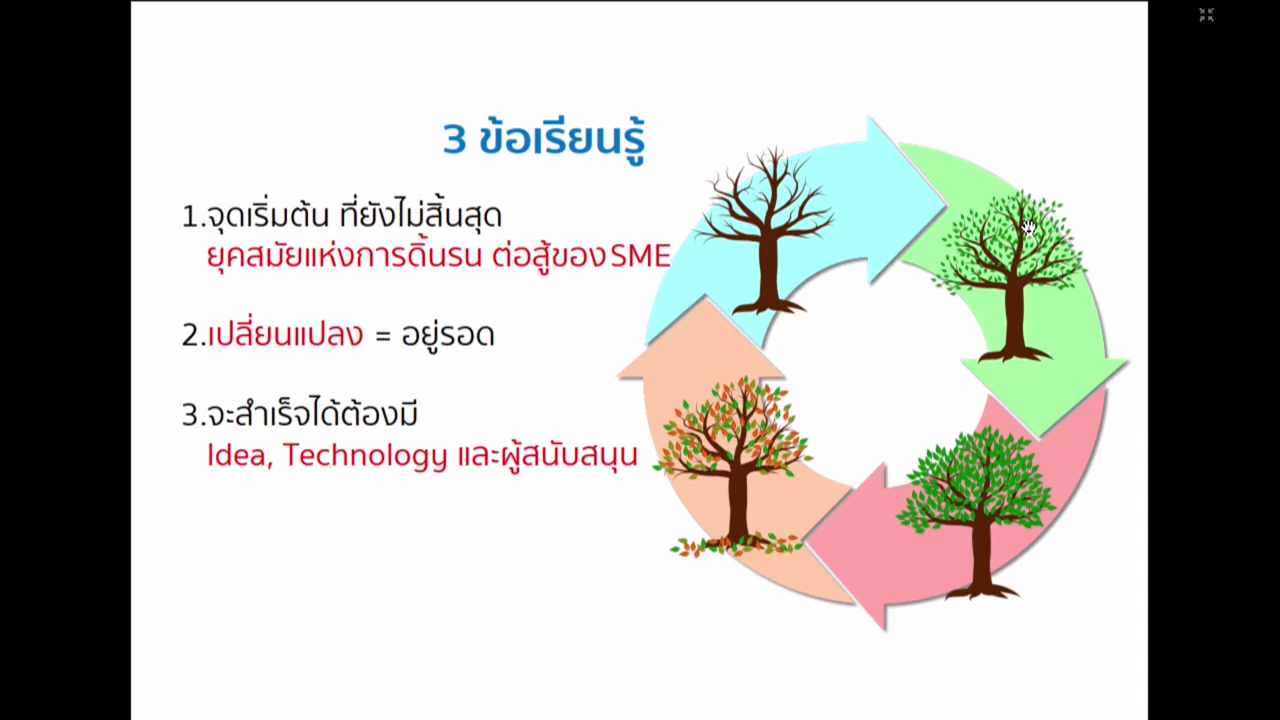 3 ข้อเรียนรู้
1.จุดเริ่มต้น ที่ยังไม่สิ้นสุด
ยุคสมัยแห่งการดิ้นรน ต่อสู้ของSME
2.เปลี่ยนแปลง = อยู่รอด
3.จะสำเร็จได้ต้องมี
Idea, Technology และผู้สนับสนุน